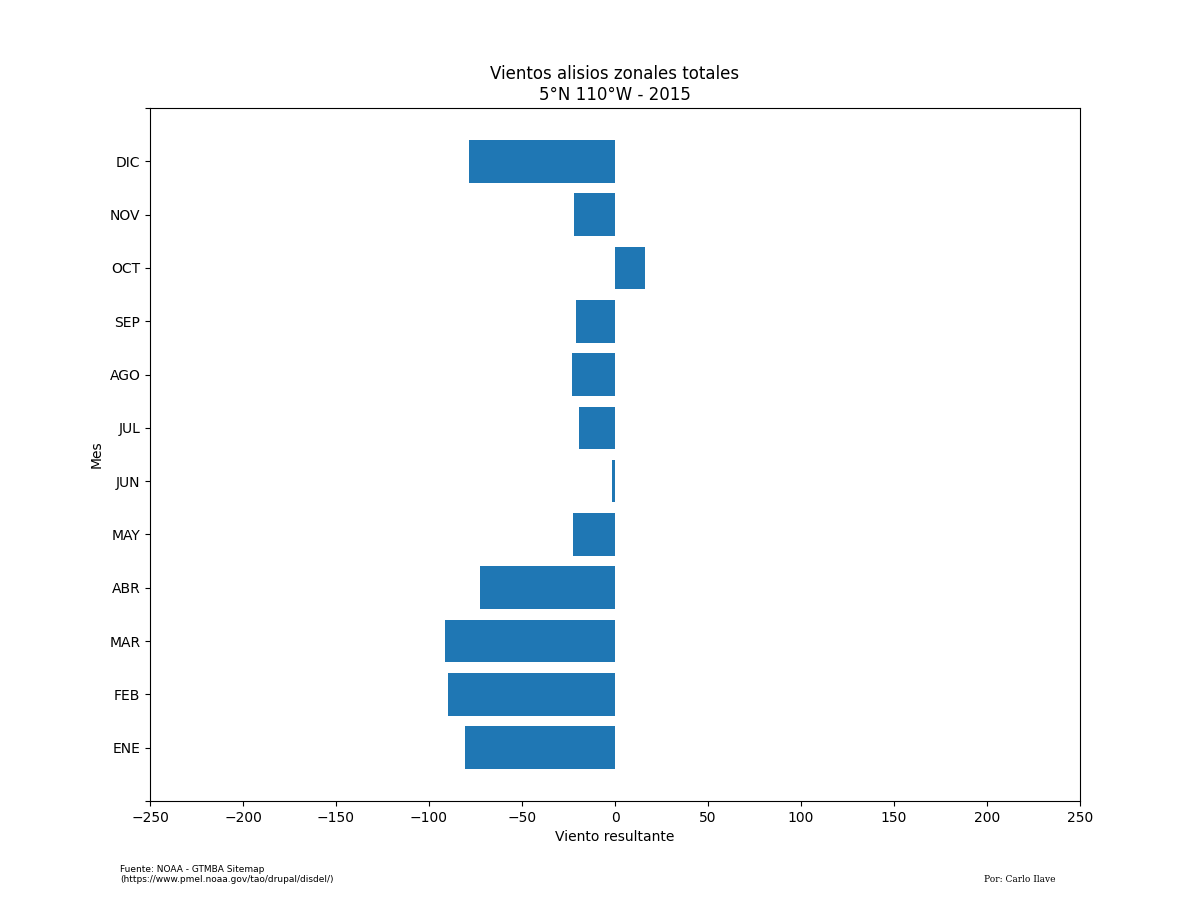 Vientos alisios zonales totales
5°N 110°W - 2015
DIC
NOV
OCT
SEP
AGO
JUL
JUN
MAY
ABR
MAR
FEB
ENE
Mes
−250 −200 −150 −100 −50 0 50 100 150 200 250
Viento resultante
Fuente: NOAA - GTMBA Sitemap
(https://www.pmel.noaa.gov/tao/drupal/disdel/)
Por: Carlo Ilave